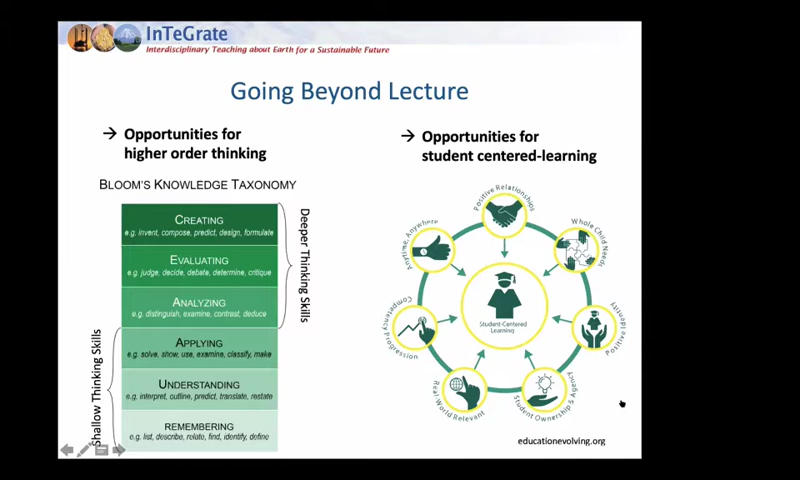 InTeGrate
Interdisciplinary Teaching about Earth for a Sustainable Future
Going Beyond Lecture
→ Opportunities for
higher order thinking
BLOOM'S KNOWLEDGE TAXONOMY
CREATING
e.g. invent, compose, predict, design, formulate
EVALUATING
e.g. judge, decide, debate, determine, critique
ANALYZING
e.g. distinguish, examine, contrast, deduce
APPLYING
e.g. solve, show, use, examine, classify, make
UNDERSTANDING
e.g. interpret, outline, predict, translate, restate
REMEMBERING
e.g. list, describe, relate, find, identify, define
Deeper Thinking Skills
Shallow Thinking Skills
→ Opportunities for
student centered-learning
Positive Relationships
Whole Child Needs
Positive Identity
Student Ownership & Agency
Real-World Relevant
Competency Progression
Anytime, Anywhere
Student-Centered
Learning
educationevolving.org